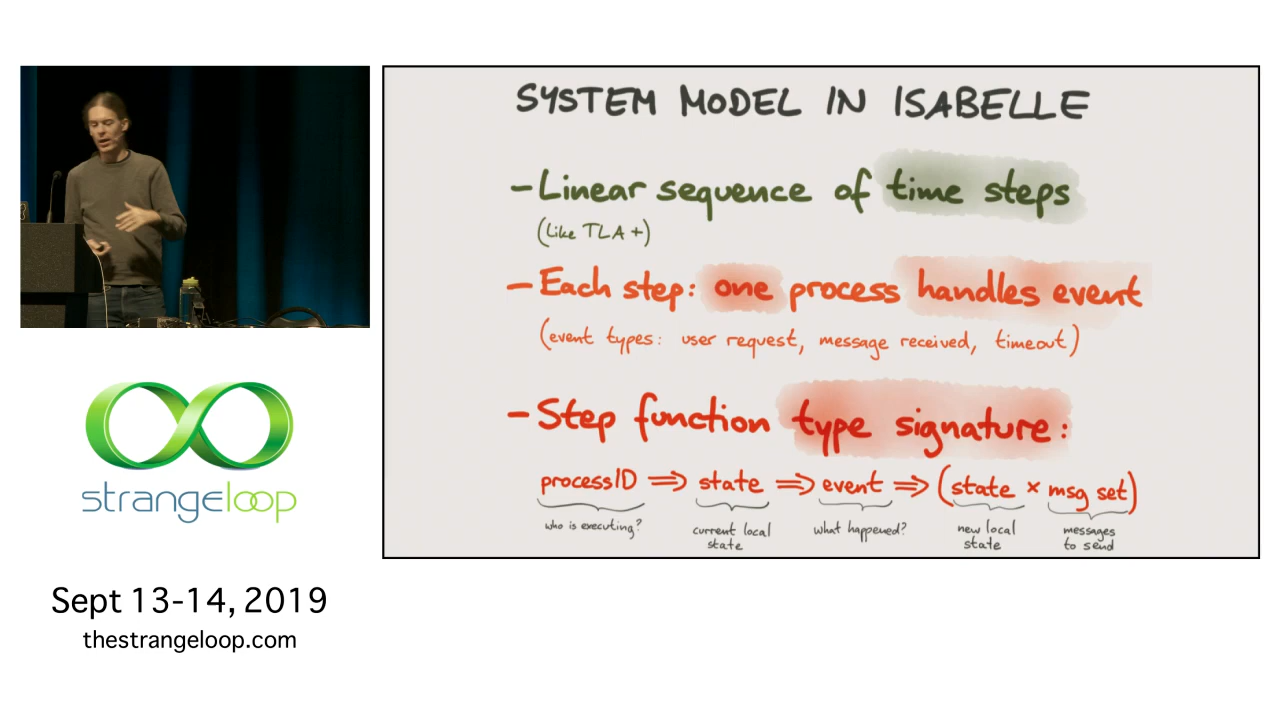 SYSTEM MODEL IN ISABELLE
- Linear sequence of time steps
(like TLA+)
- Each step: one process handles event
(event types: user request, message received, timeout)
- Step function type signature:
processID ⇒ state ⇒ event ⇒ (state × msg set)
who is executing?
current local
state
what happened?
new local
state
messages
to send
strangeloop
Sept 13-14, 2019
thestrangeloop.com